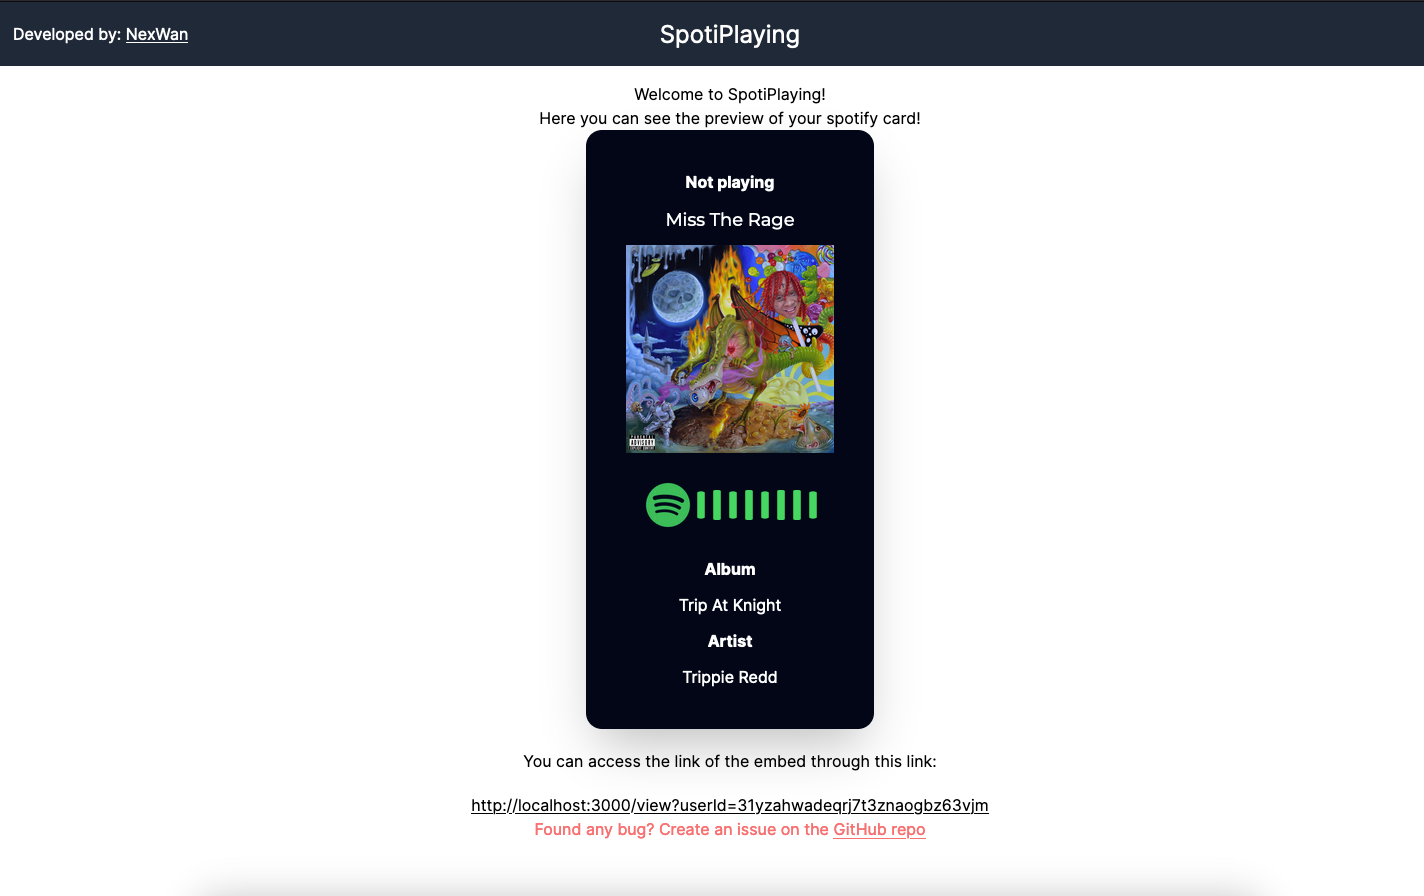 Developed by: NexWan
SpotiPlaying
Welcome to SpotiPlaying!
Here you can see the preview of your spotify card!
Not playing
Miss The Rage
PARENTAL
ADVISORY
EXPLICIT CONTENT
Album
Trip At Knight
Artist
Trippie Redd
You can access the link of the embed through this link:
http://localhost:3000/view?userId=31yzahwadeqrj7t3znaogbz63vjm
Found any bug? Create an issue on the GitHub repo